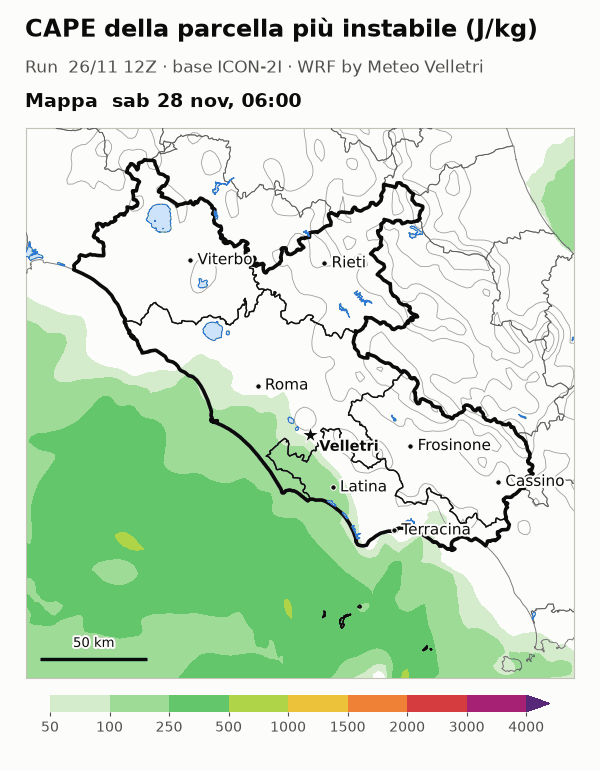 CAPE della parcella più instabile (J/kg)
Run  26/11 12Z · base ICON-2I · WRF by Meteo Velletri
Mappa  sab 28 nov, 06:00
Viterbo
Rieti
Roma
Velletri
Frosinone
Cassino
Latina
Terracina
50 km
50 100 250 500 1000 1500 2000 3000 4000